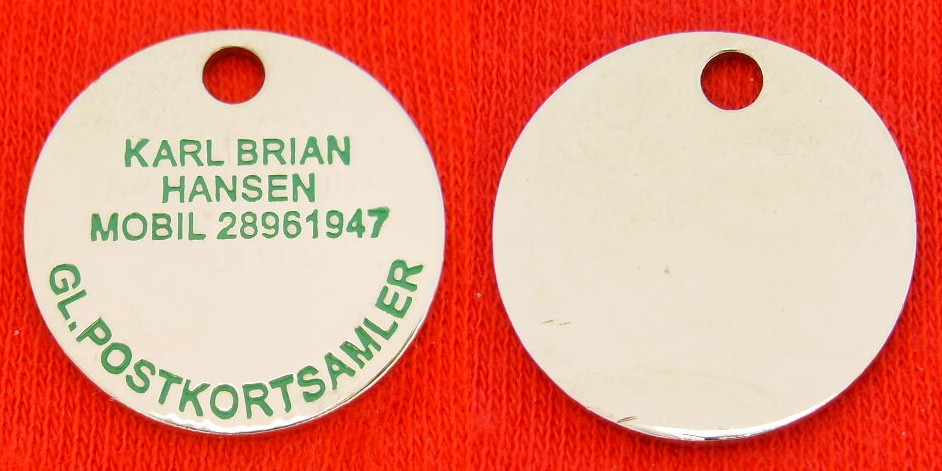 KARL BRIAN
HANSEN
MOBIL 28961947
GL.POSTKORTSAMLER